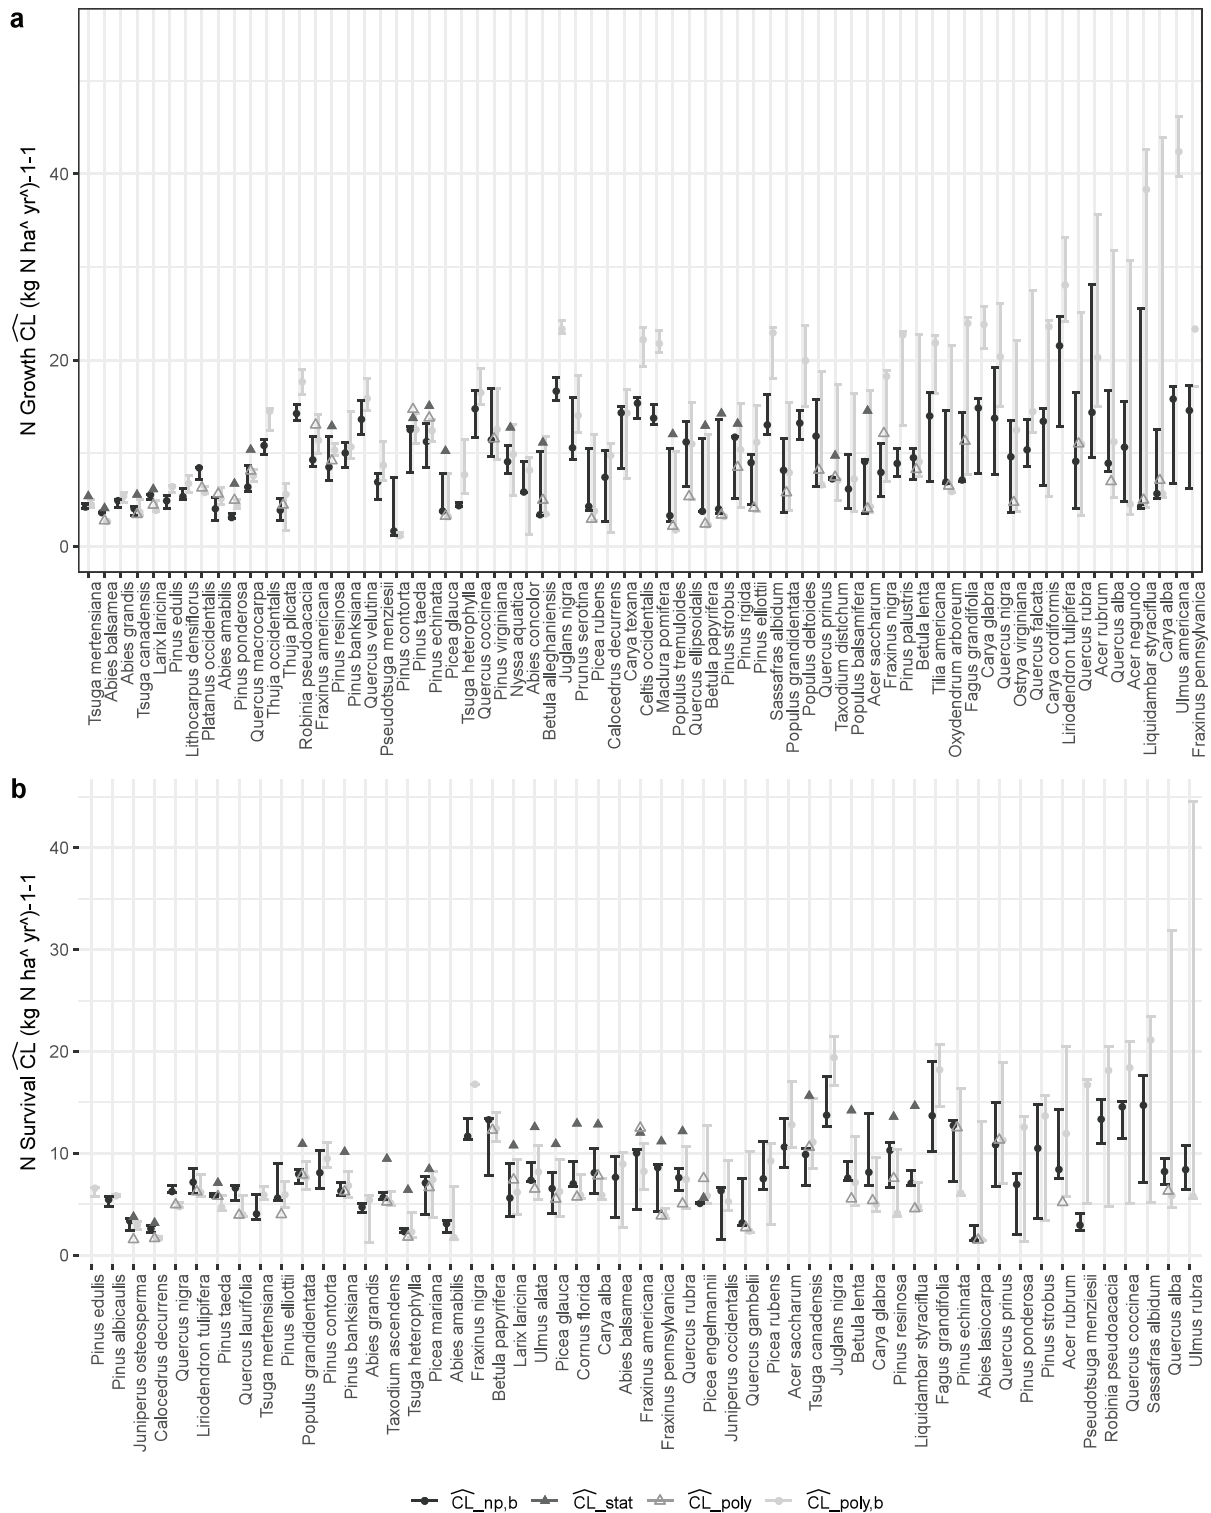 a
N Growth CL (kg N ha^ yr^)-1-1
40
20
0
Tsuga mertensiana
Abies balsamea
Abies grandis
Tsuga canadensis
Larix laricina
Pinus edulis
Lithocarpus densiflorus
Platanus occidentalis
Abies amabilis
Pinus ponderosa
Quercus macrocarpa
Thuja occidentalis
Thuja plicata
Robinia pseudoacacia
Fraxinus americana
Pinus resinosa
Pinus banksiana
Quercus velutina
Pseudotsuga menziesii
Pinus contorta
Pinus taeda
Pinus echinata
Picea glauca
Tsuga heterophylla
Quercus coccinea
Pinus virginiana
Nyssa aquatica
Abies concolor
Betula alleghaniensis
Juglans nigra
Prunus serotina
Picea rubens
Calocedrus decurrens
Carya texana
Celtis occidentalis
Maclura pomifera
Populus tremuloides
Quercus ellipsoidalis
Betula papyrifera
Pinus strobus
Pinus rigida
Pinus elliottii
Sassafras albidum
Populus grandidentata
Populus deltoides
Quercus prinus
Taxodium distichum
Populus balsamifera
Acer saccharum
Fraxinus nigra
Pinus palustris
Betula lenta
Tilia americana
Oxydendrum arboreum
Fagus grandifolia
Carya glabra
Quercus nigra
Ostrya virginiana
Quercus falcata
Carya cordiformis
Liriodendron tulipifera
Quercus rubra
Acer rubrum
Quercus alba
Acer negundo
Liquidambar styraciflua
Carya alba
Ulmus americana
Fraxinus pennsylvanica
b
N Survival CL (kg N ha^ yr^)-1-1
40
30
20
10
0
Pinus edulis
Pinus albicaulis
Juniperus osteosperma
Calocedrus decurrens
Quercus nigra
Liriodendron tulipifera
Pinus taeda
Quercus laurifolia
Tsuga mertensiana
Pinus elliottii
Populus grandidentata
Pinus contorta
Pinus banksiana
Abies grandis
Taxodium ascendens
Tsuga heterophylla
Picea mariana
Abies amabilis
Fraxinus nigra
Betula papyrifera
Larix laricina
Ulmus alata
Picea glauca
Cornus florida
Carya alba
Abies balsamea
Fraxinus americana
Fraxinus pennsylvanica
Quercus rubra
Picea engelmannii
Juniperus occidentalis
Quercus gambelii
Picea rubens
Acer saccharum
Tsuga canadensis
Juglans nigra
Betula lenta
Carya glabra
Pinus resinosa
Liquidambar styraciflua
Fagus grandifolia
Pinus echinata
Abies lasiocarpa
Quercus prinus
Pinus ponderosa
Pinus strobus
Acer rubrum
Pseudotsuga menziesii
Robinia pseudoacacia
Quercus coccinea
Sassafras albidum
Quercus alba
Ulmus rubra
CL_np,b CL_stat CL_poly CL_poly,b